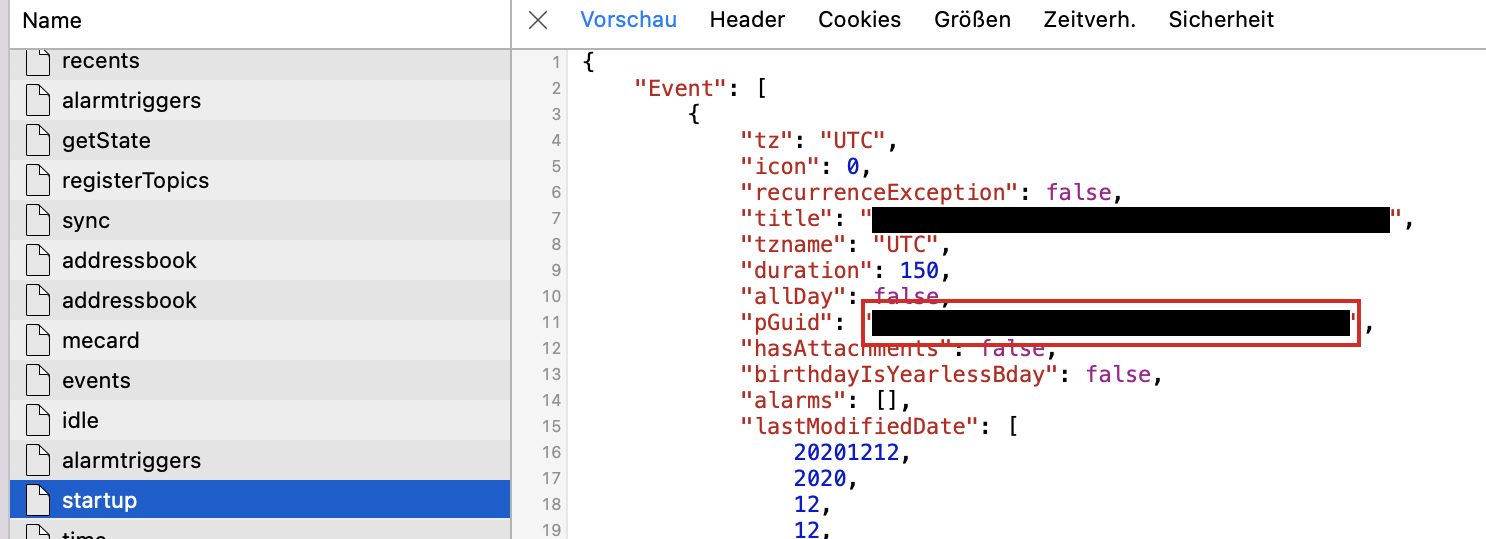 Name
recents
alarmtriggers
getState
registerTopics
sync
addressbook
addressbook
mecard
events
idle
alarmtriggers
startup
time
Vorschau Header Cookies Größen Zeitverh. Sicherheit
1 {
2 "Event": [
3 {
4 "tz": "UTC",
5 "icon": 0,
6 "recurrenceException": false,
7 "title": "",
8 "tzname": "UTC",
9 "duration": 150,
10 "allDay": false,
11 "pGuid": "",
12 "hasAttachments": false,
13 "birthdayIsYearlessBday": false,
14 "alarms": [],
15 "lastModifiedDate": [
16 20201212,
17 2020,
18 12,
19 12,